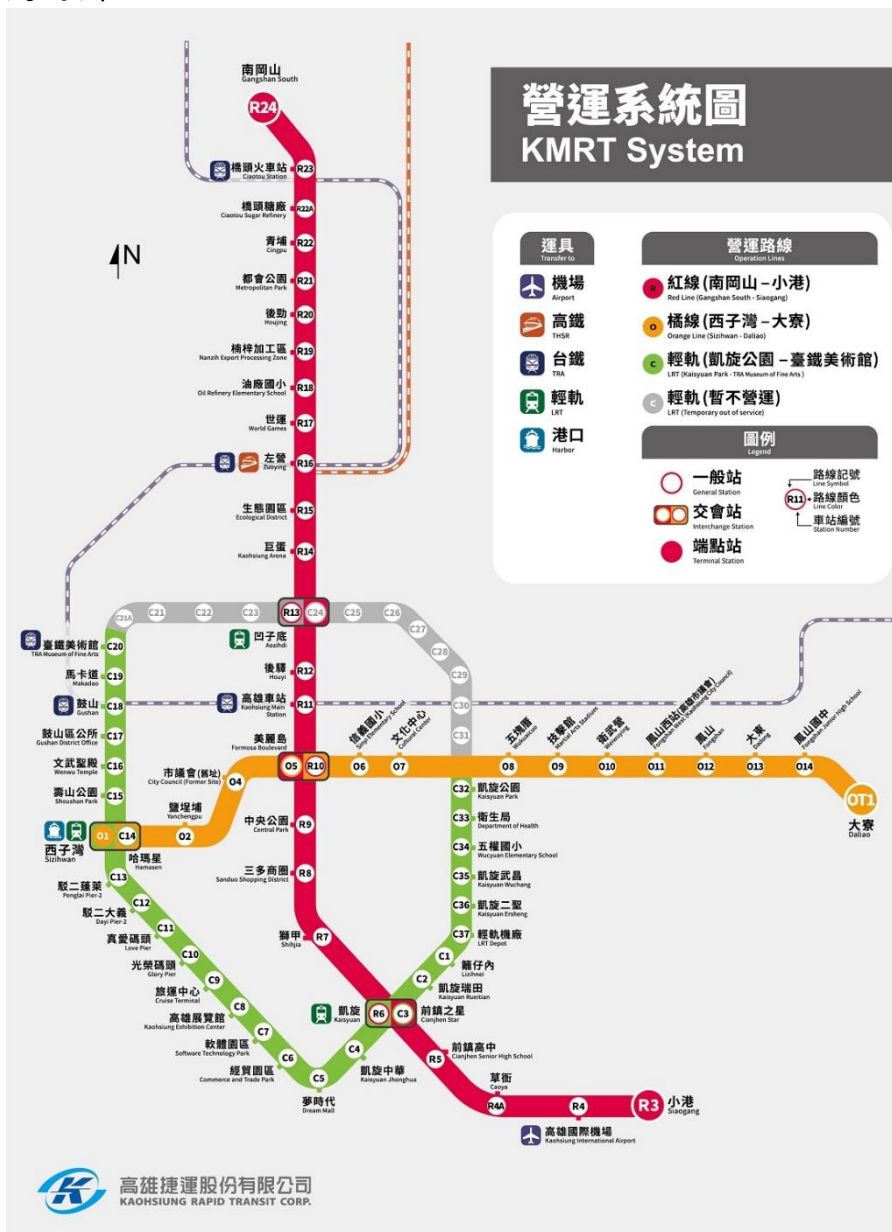 營運系統圖
KMRT System
南岡山
Gangshan South
R24
橋頭火車站
Ciaotou Station
R23
橋頭糖廠
Ciaotou Sugar Refinery
R22A
青埔
Cingpu
R22
都會公園
Metropolitan Park
R21
後勁
Houjing
R20
楠梓加工區
Nanzih Export Processing Zone
R19
油廠國小
Oil Refinery Elementary School
R18
世運
World Games
R17
左營
Zuoying
R16
生態園區
Ecological District
R15
巨蛋
Kaohsiung Arena
R14
N
運具
Transfer to
機場
Airport
高鐵
THSR
台鐵
TRA
輕軌
LRT
港口
Harbor
營運路線
Operation Lines
R
紅線(南岡山–小港)
Red Line (Gangshan South - Siaogang)
O
橘線(西子灣–大寮)
Orange Line (Sizihwan - Daliao)
C
輕軌(凱旋公園–臺鐵美術館)
LRT (Kaisyuan Park - TRA Museum of Fine Arts )
C
輕軌(暫不營運)
LRT (Temporary out of service)
圖例
Legend
一般站
General Station
交會站
Interchange Station
端點站
Terminal Station
路線記號
Line Symbol
R11
路線顏色
Line Color
車站編號
Station Number
C21A
C21
C22
C23
R13
C24
C25
C26
C27
C28
C29
C30
C31
凹子底
Aozihdi
後驛
Houyi
R12
高雄車站
Kaohsiung Main
Station
R11
美麗島
Formosa Boulevard
O5
R10
臺鐵美術館
TRA Museum of Fine Arts
C20
馬卡道
Makadao
C19
鼓山
Gushan
C18
鼓山區公所
Gushan District Office
C17
文武聖殿
Wenwu Temple
C16
壽山公園
Shoushan Park
C15
西子灣
Sizihwan
O1
C14
哈瑪星
Hamasen
鹽埕埔
Yanchengpu
O2
市議會(舊址)
City Council (Former Site)
O4
信義國小
Sinyi Elementary School
O6
文化中心
Cultural Center
O7
五塊厝
Wukuaicuo
O8
技擊館
Martial Arts Stadium
O9
衛武營
Weiwuying
O10
鳳山西站(高雄市議會)
Fongshan West (Kaohsiung City Council)
O11
鳳山
Fongshan
O12
大東
Dadong
O13
鳳山國中
Fongshan Junior High School
O14
OT1
大寮
Daliao
中央公園
Central Park
R9
三多商圈
Sanduo Shopping District
R8
獅甲
Shihjia
R7
凱旋
Kaisyuan
R6
C3
前鎮之星
Cianjhen Star
R5
前鎮高中
Cianjhen Senior High School
草衙
Caoya
R4A
R4
高雄國際機場
Kaohsiung International Airport
R3
小港
Siaogang
C32
凱旋公園
Kaisyuan Park
C33
衛生局
Department of Health
C34
五權國小
Wucyuan Elementary School
C35
凱旋武昌
Kaisyuan Wuchang
C36
凱旋二聖
Kaisyuan Ersheng
C37
輕軌機廠
LRT Depot
C1
籬仔內
Lizihnei
C2
凱旋瑞田
Kaisyuan Rueitian
C4
凱旋中華
Kaisyuan Jhonghua
C5
夢時代
Dream Mall
C6
經貿園區
Commerce and Trade Park
C7
軟體園區
Software Technology Park
C8
高雄展覽館
Kaohsiung Exhibition Center
C9
旅運中心
Cruise Terminal
C10
光榮碼頭
Glory Pier
C11
真愛碼頭
Love Pier
C12
駁二大義
Dayi Pier-2
C13
駁二蓬萊
Penglai Pier-2
高雄捷運股份有限公司
KAOHSIUNG RAPID TRANSIT CORP.